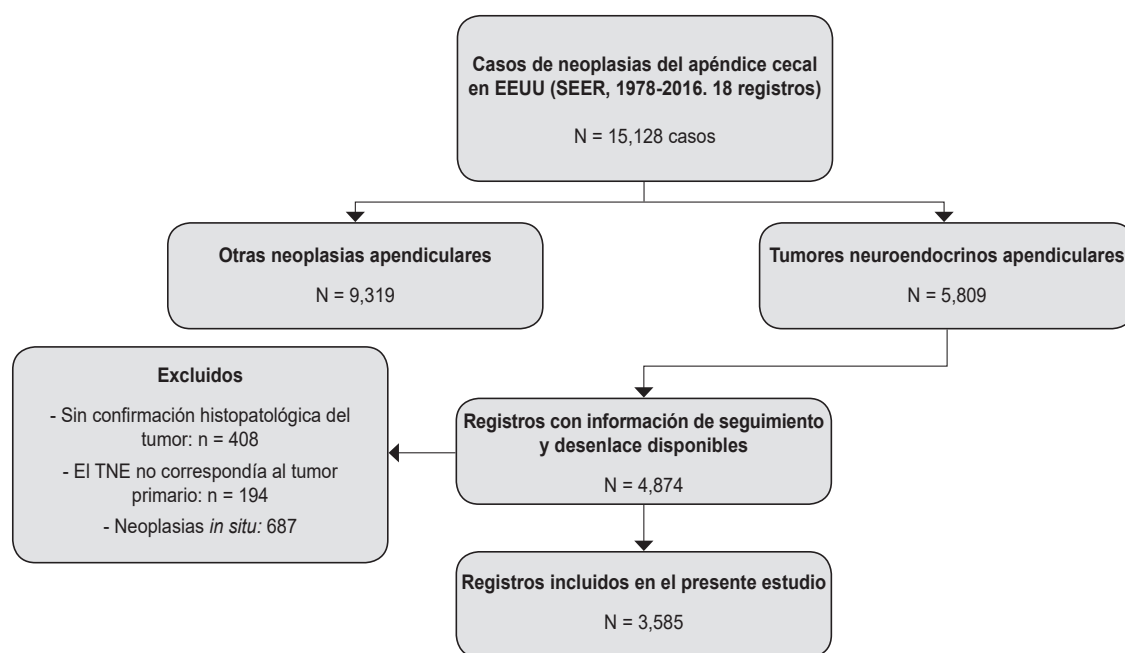 Casos de neoplasias del apéndice cecal
en EEUU (SEER, 1978-2016. 18 registros)
N = 15,128 casos
Otras neoplasias apendiculares
N = 9,319
Tumores neuroendocrinos apendiculares
N = 5,809
Excluidos
- Sin confirmación histopatológica del
tumor: n = 408
- El TNE no correspondía al tumor
primario: n = 194
- Neoplasias in situ: 687
Registros con información de seguimiento
y desenlace disponibles
N = 4,874
Registros incluidos en el presente estudio
N = 3,585